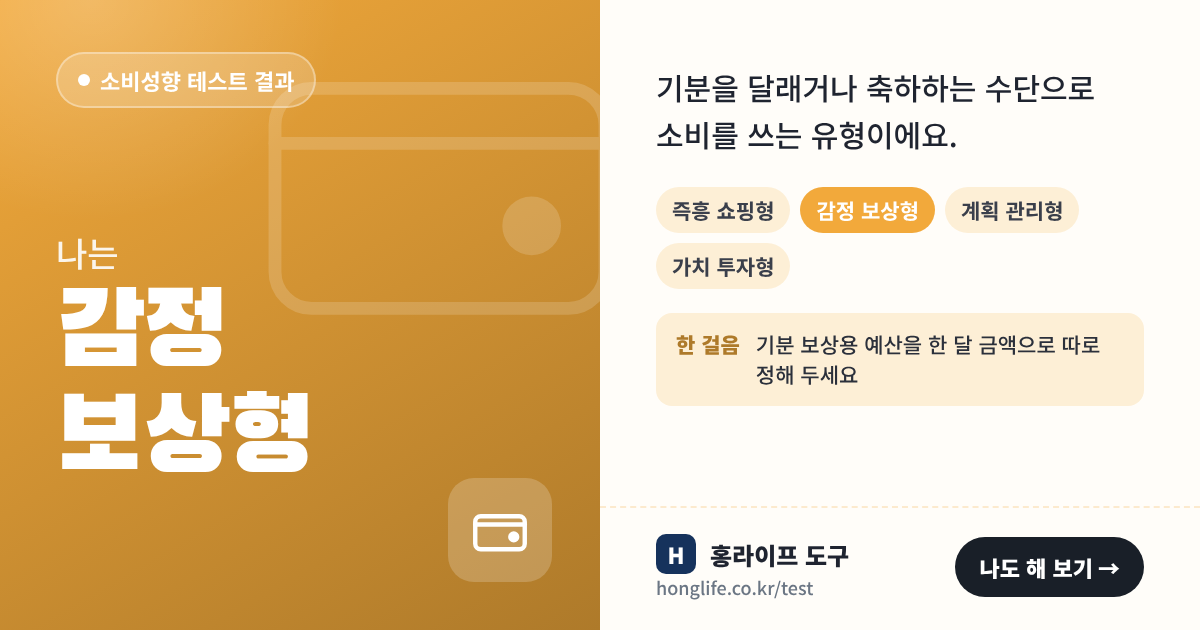 소비성향 테스트 결과
나는
감정
보상형
기분을 달래거나 축하하는 수단으로
소비를 쓰는 유형이에요.
즉흥 쇼핑형
감정 보상형
계획 관리형
가치 투자형
한 걸음
기분 보상용 예산을 한 달 금액으로 따로
정해 두세요
H
홍라이프 도구
honglife.co.kr/test
나도 해 보기 →